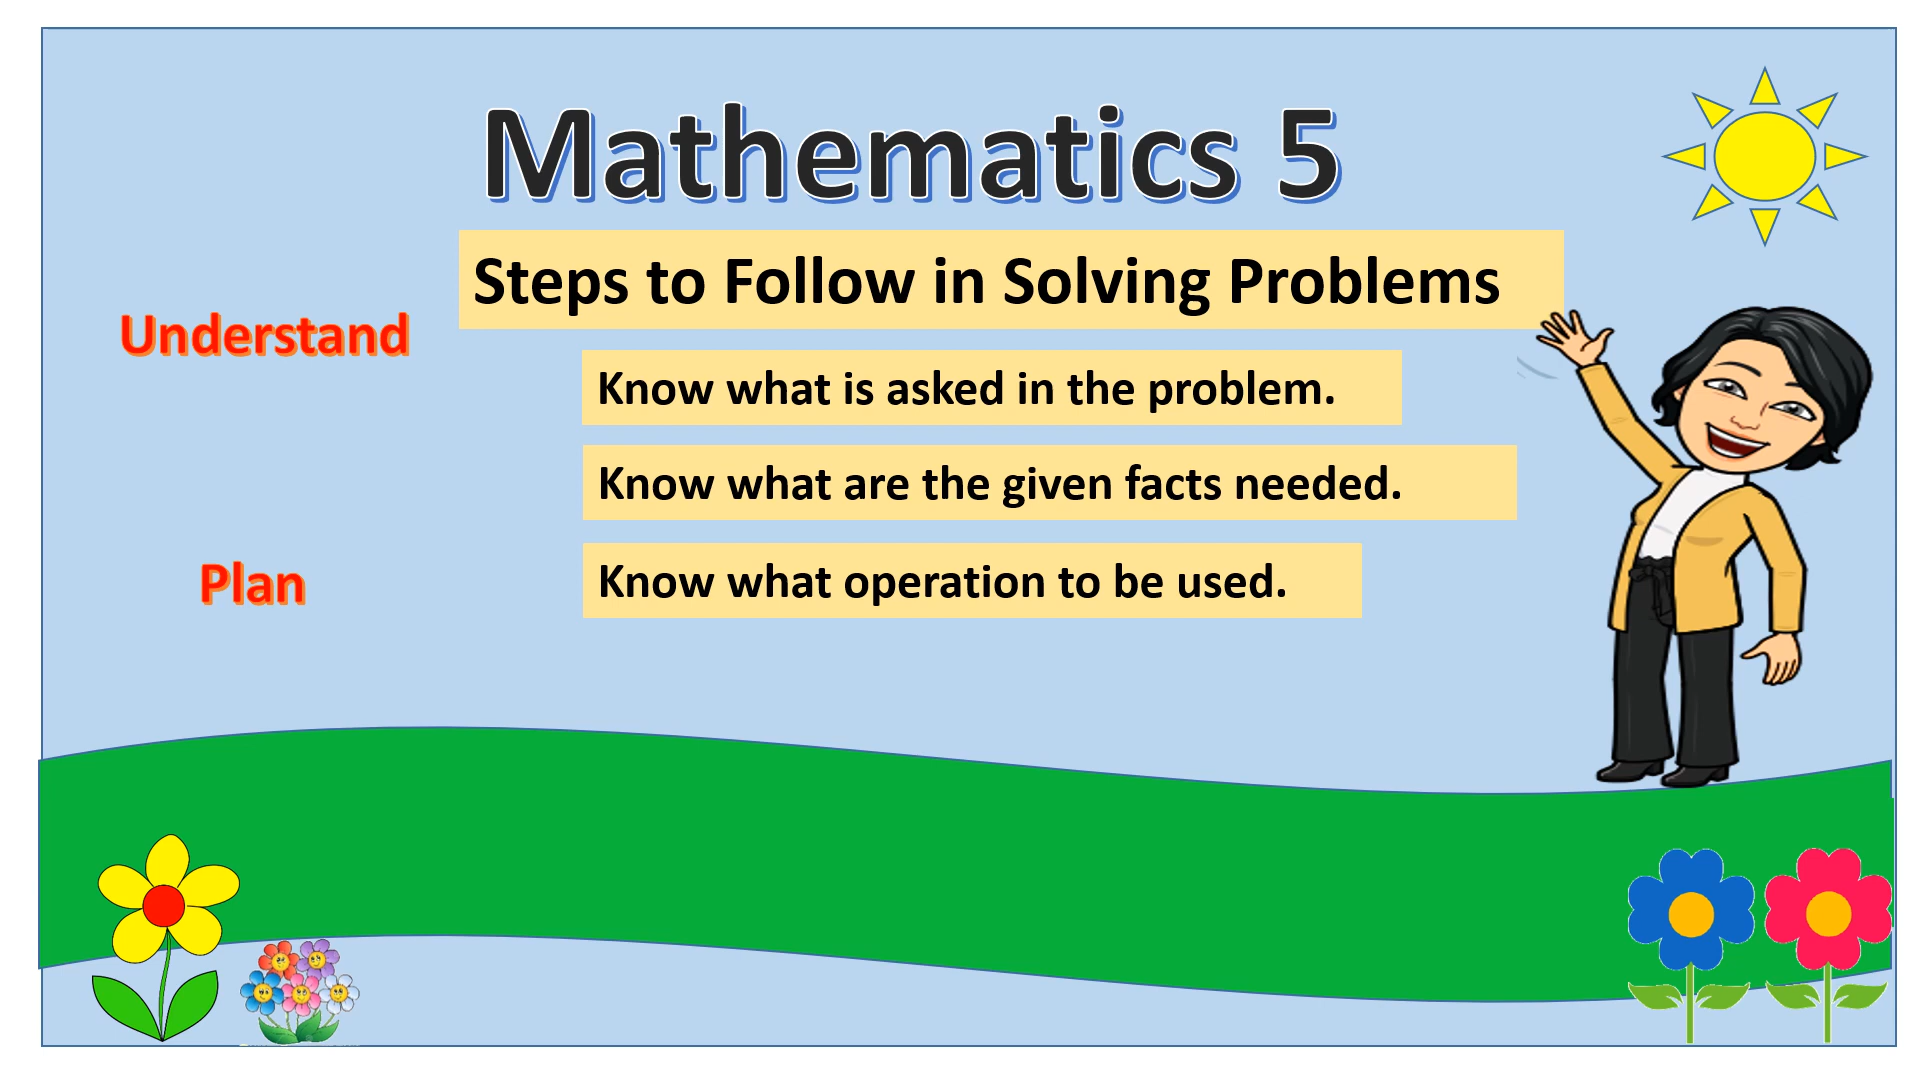 Mathematics 5
Steps to Follow in Solving Problems
Understand
Know what is asked in the problem.
Know what are the given facts needed.
Plan
Know what operation to be used.